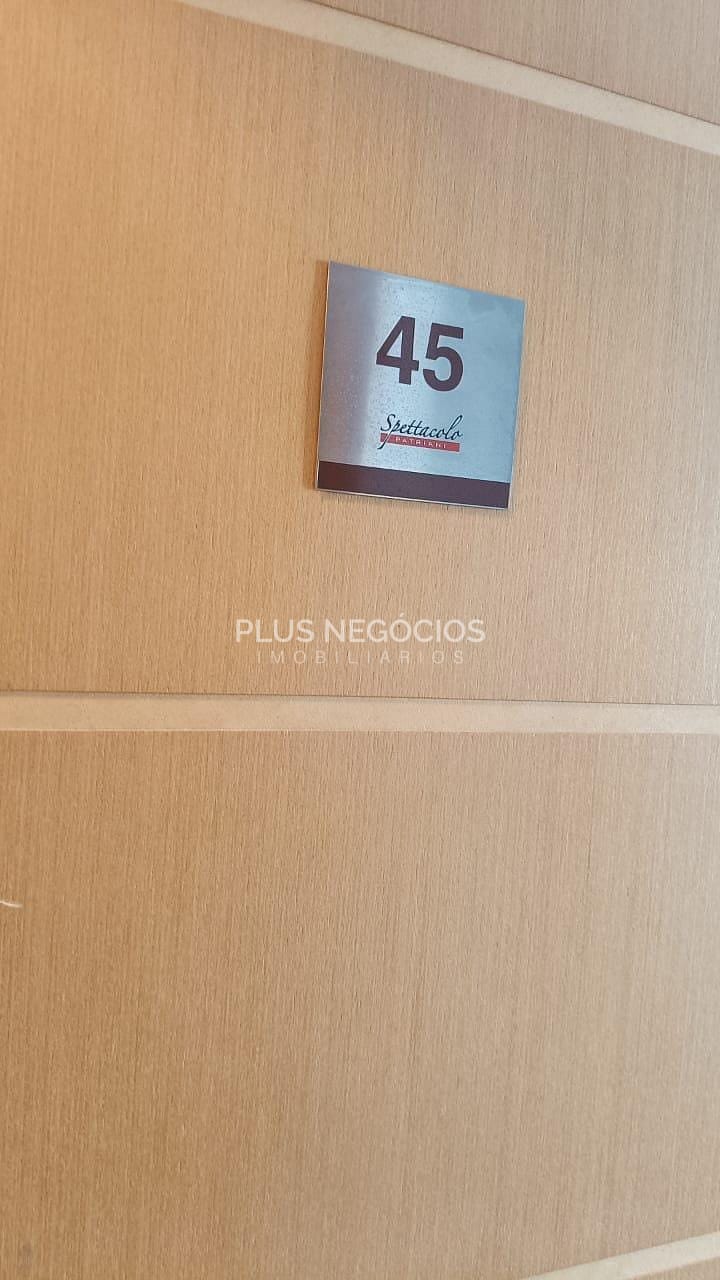 45
Spettacolo
PATRIANI
PLUS NEGÓCIOS
IMOBILIÁRIOS